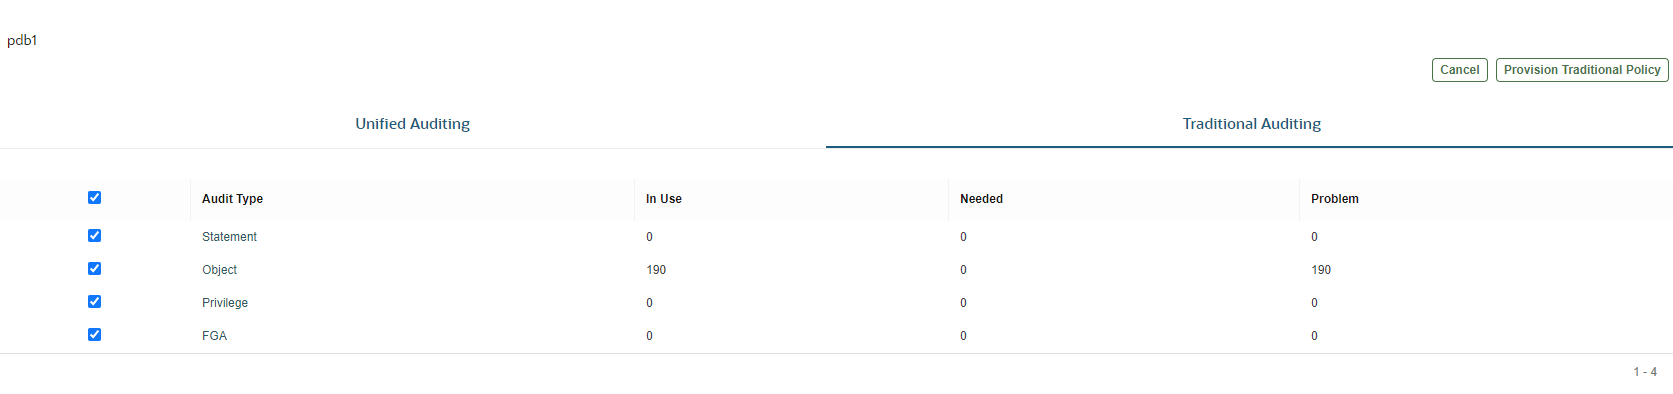 pdb1
Cancel Provision Traditional Policy
Unified Auditing Traditional Auditing
Audit Type In Use Needed Problem
Statement 0 0 0
Object 190 0 190
Privilege 0 0 0
FGA 0 0 0
1 - 4